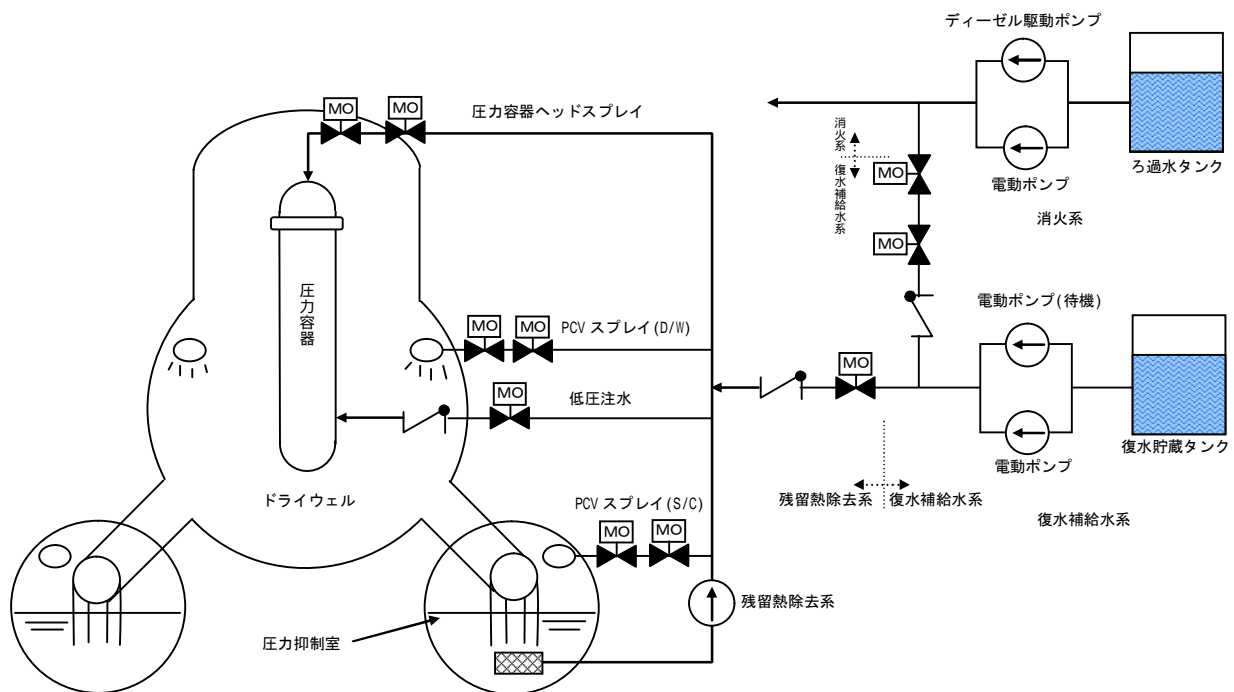 ディーゼル駆動ポンプ
MO
MO
圧力容器ヘッドスプレイ
消火系
復水補給水系
MO
電動ポンプ
ろ過水タンク
消火系
MO
圧力容器
電動ポンプ(待機)
MO
MO
PCV スプレイ(D/W)
MO
MO
低圧注水
復水貯蔵タンク
電動ポンプ
ドライウェル
PCV スプレイ(S/C)
残留熱除去系
復水補給水系
復水補給水系
MO
MO
残留熱除去系
圧力抑制室